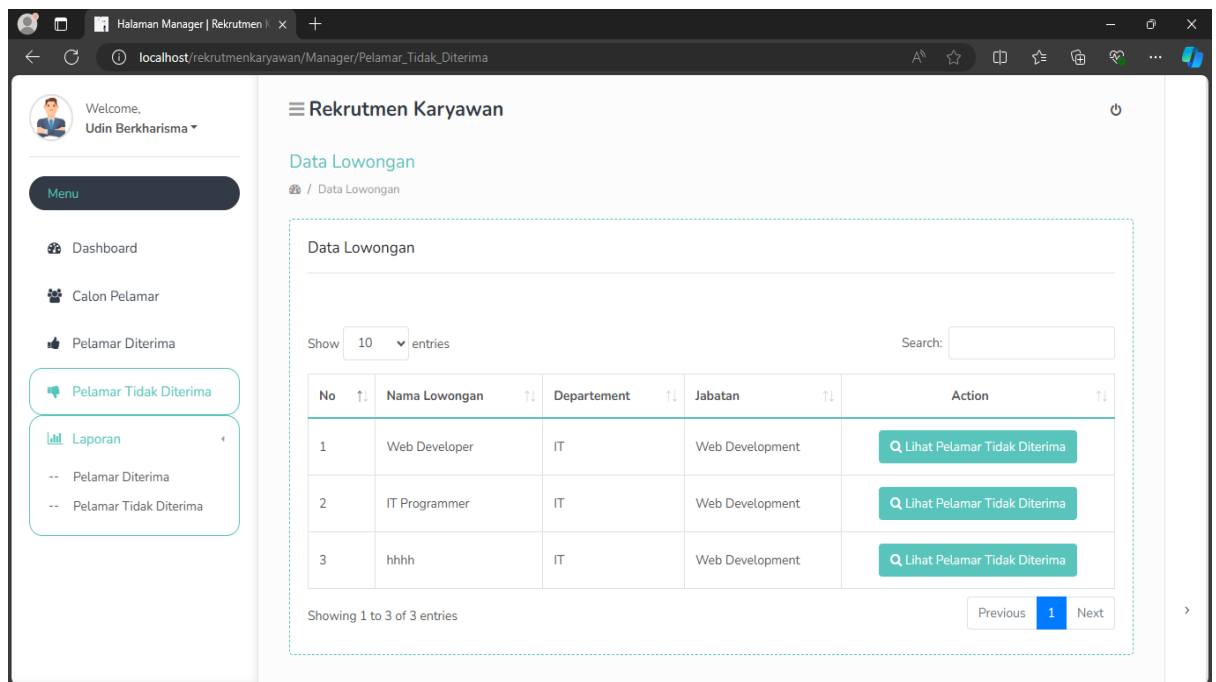 Halaman Manager | Rekrutmen K
localhost/rekrutmenkaryawan/Manager/Pelamar_Tidak_Diterima
Welcome,
Udin Berkharisma
Menu
Dashboard
Calon Pelamar
Pelamar Diterima
Pelamar Tidak Diterima
Laporan
-- Pelamar Diterima
-- Pelamar Tidak Diterima
Rekrutmen Karyawan
Data Lowongan
/ Data Lowongan
Data Lowongan
Show 10 entries Search:
No Nama Lowongan Departement Jabatan Action
1 Web Developer IT Web Development Lihat Pelamar Tidak Diterima
2 IT Programmer IT Web Development Lihat Pelamar Tidak Diterima
3 hhhh IT Web Development Lihat Pelamar Tidak Diterima
Showing 1 to 3 of 3 entries Previous 1 Next